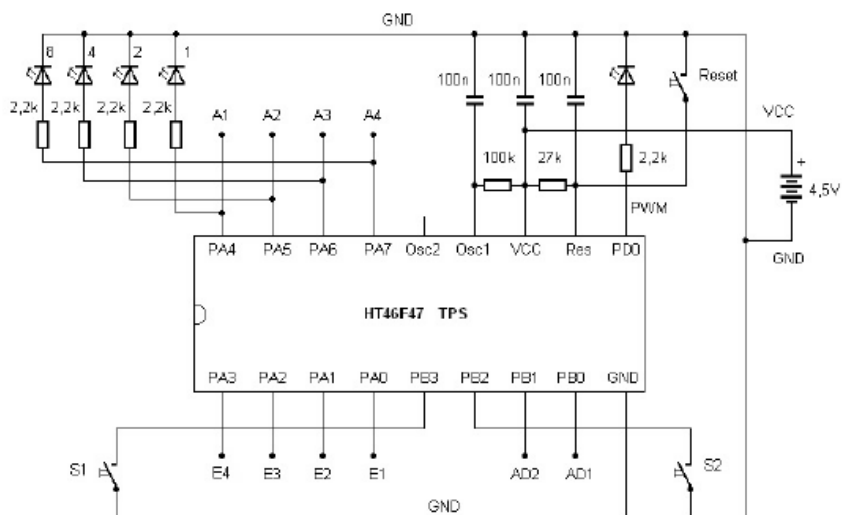 GND
8 4 2 1
2,2k 2,2k 2,2k 2,2k
A1 A2 A3 A4
100n 100n 100n
Reset
VCC
100k 27k
2,2k
+
4,5V
PWM
GND
PA4 PA5 PA6 PA7 Osc2 Osc1 VCC Res PD0
HT46F47 TPS
PA3 PA2 PA1 PA0 PB3 PB2 PB1 PB0 GND
S1 E4 E3 E2 E1 AD2 AD1 S2
GND